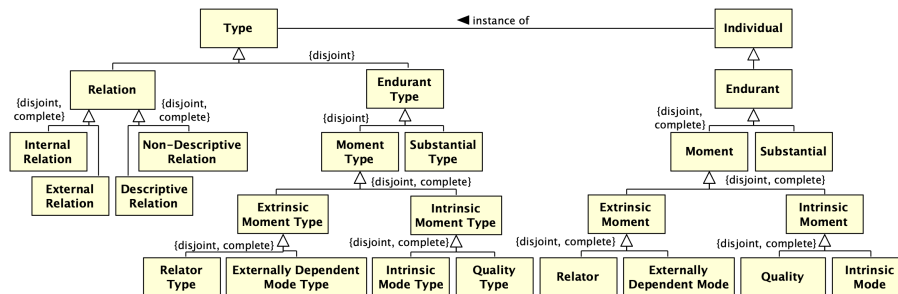 Type
instance of
Individual
{disjoint}
Relation
Endurant
Type
Endurant
{disjoint,
complete}
{disjoint,
complete}
{disjoint}
{disjoint,
complete}
Internal
Relation
Non-Descriptive
Relation
Moment
Type
Substantial
Type
Moment
Substantial
External
Relation
Descriptive
Relation
{disjoint, complete}
{disjoint, complete}
Extrinsic
Moment Type
Intrinsic
Moment Type
Extrinsic
Moment
Intrinsic
Moment
{disjoint, complete}
{disjoint, complete}
{disjoint, complete}
{disjoint, complete}
Relator
Type
Externally Dependent
Mode Type
Intrinsic
Mode Type
Quality
Type
Relator
Externally
Dependent Mode
Quality
Intrinsic
Mode